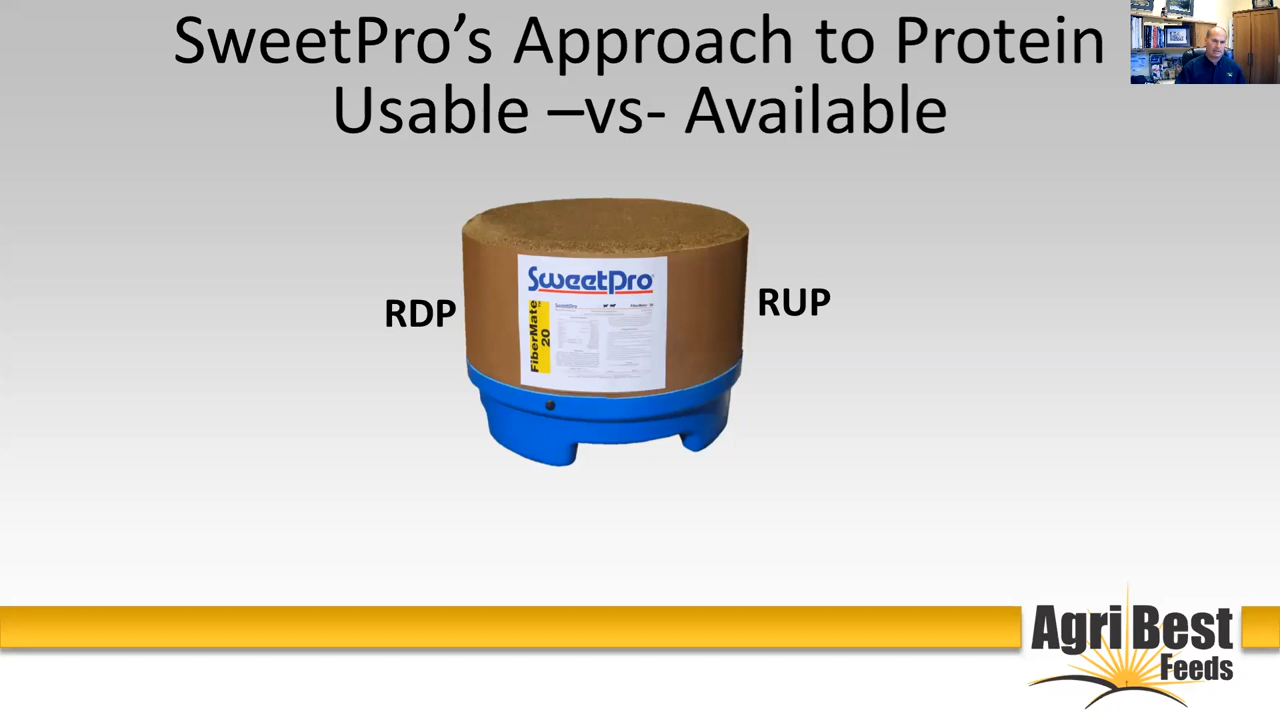 SweetPro’s Approach to Protein
Usable –vs- Available
RDP
RUP
SweetPro
FiberMate
20
Agri Best
Feeds